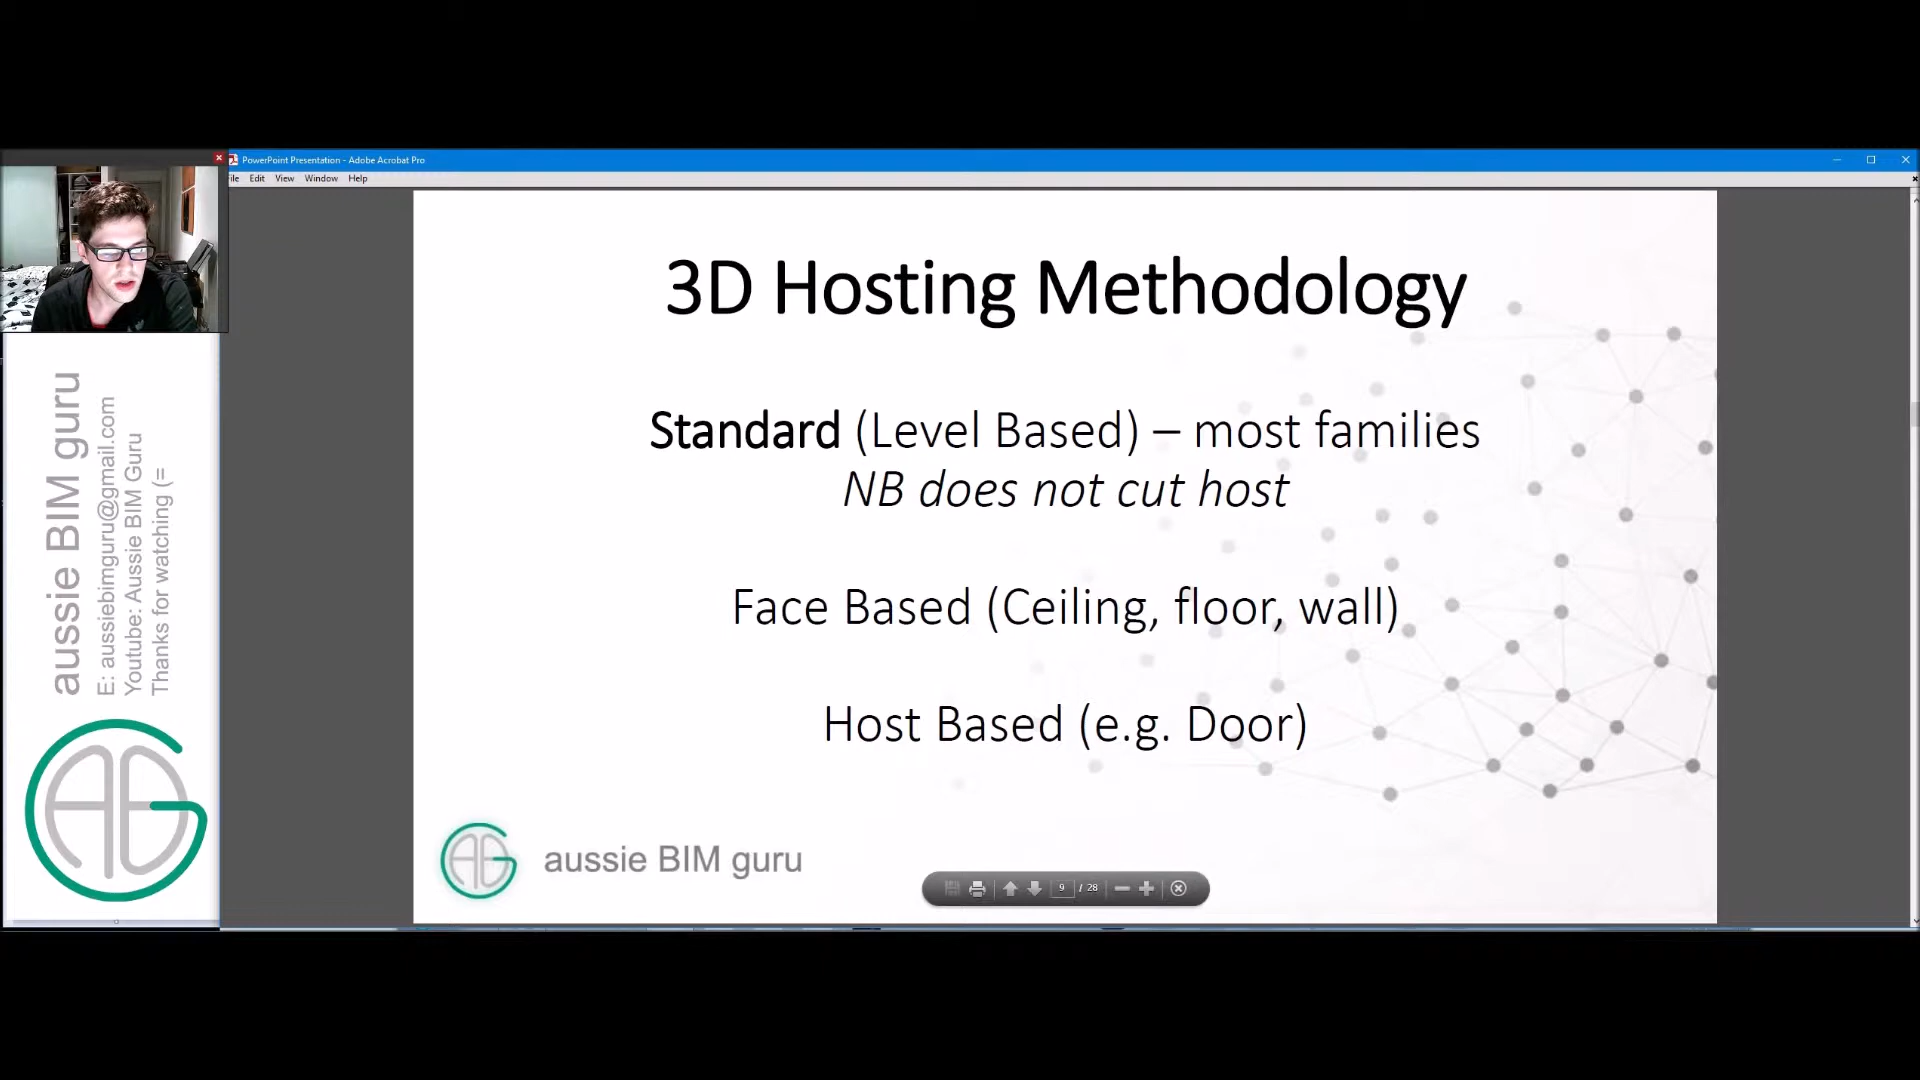 PowerPoint Presentation - Adobe Acrobat Pro
File Edit View Window Help
3D Hosting Methodology
Standard (Level Based) – most families
NB does not cut host
Face Based (Ceiling, floor, wall)
Host Based (e.g. Door)
aussie BIM guru
9 / 28
aussie BIM guru
E: aussiebimguru@gmail.com
Youtube: Aussie BIM Guru
Thanks for watching (=